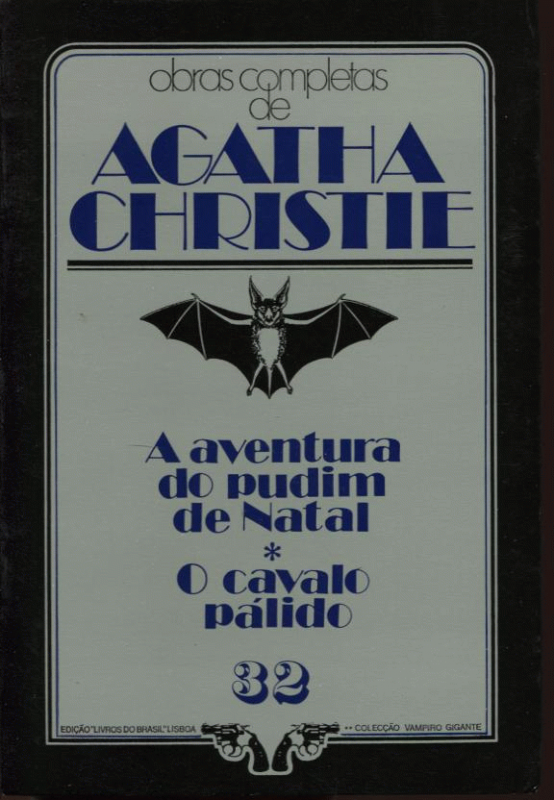 obras completas
de
AGATHA
CHRISTIE
A aventura
do pudim
de Natal
*
O cavalo
pálido
32
EDIÇÃO "LIVROS DO BRASIL" LISBOA
•• COLECÇÃO VAMPIRO GIGANTE